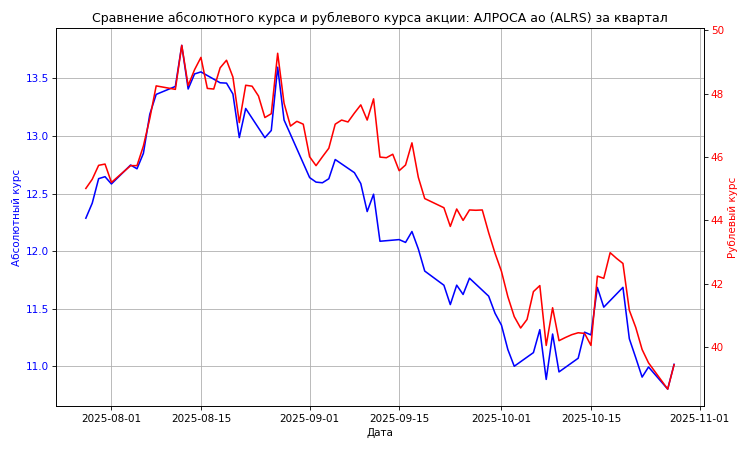 Сравнение абсолютного курса и рублевого курса акции: АЛРОСА ао (ALRS) за квартал
Абсолютный курс
13.5
13.0
12.5
12.0
11.5
11.0
50
48
46
44
42
40
Рублевый курс
2025-08-01 2025-08-15 2025-09-01 2025-09-15 2025-10-01 2025-10-15 2025-11-01
Дата